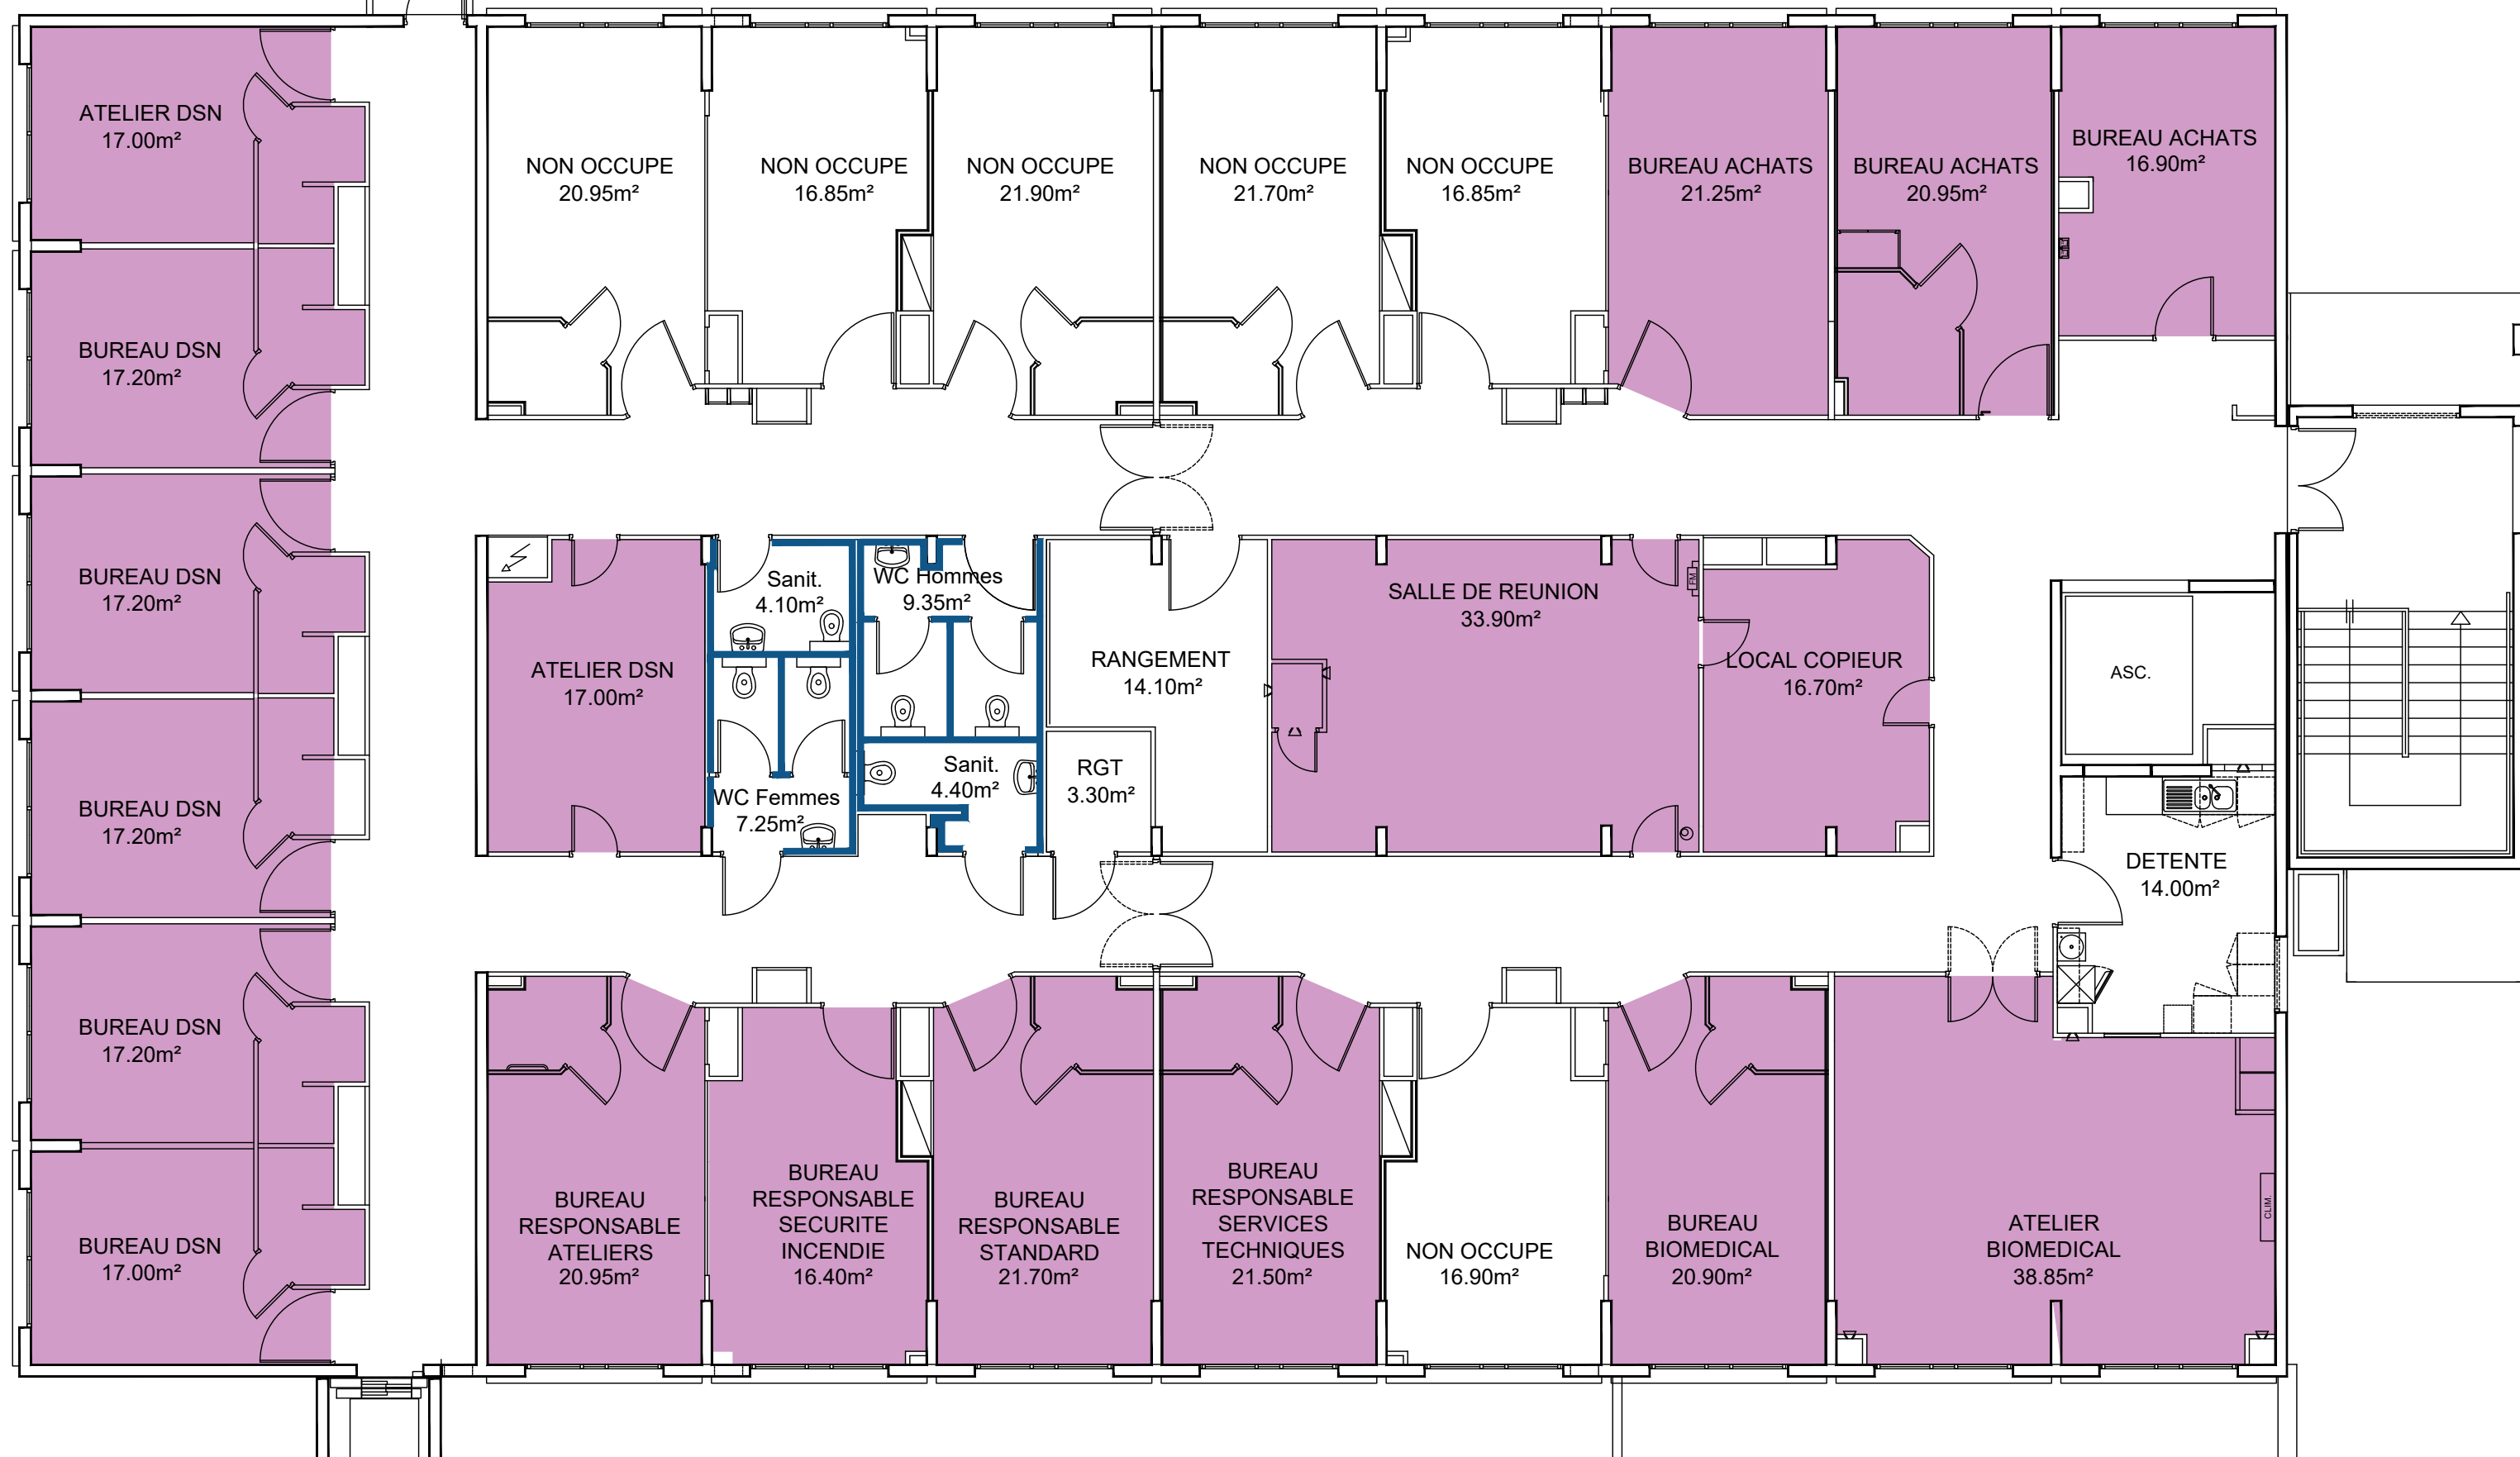 ATELIER DSN
17.00m²
NON OCCUPE
20.95m²
NON OCCUPE
16.85m²
NON OCCUPE
21.90m²
NON OCCUPE
21.70m²
NON OCCUPE
16.85m²
BUREAU ACHATS
21.25m²
BUREAU ACHATS
20.95m²
BUREAU ACHATS
16.90m²
BUREAU DSN
17.20m²
BUREAU DSN
17.20m²
BUREAU DSN
17.20m²
BUREAU DSN
17.20m²
BUREAU DSN
17.00m²
ATELIER DSN
17.00m²
Sanit.
4.10m²
WC Hommes
9.35m²
WC Femmes
7.25m²
Sanit.
4.40m²
RANGEMENT
14.10m²
RGT
3.30m²
SALLE DE REUNION
33.90m²
FM
LOCAL COPIEUR
16.70m²
ASC.
DETENTE
14.00m²
BUREAU
RESPONSABLE
ATELIERS
20.95m²
BUREAU
RESPONSABLE
SECURITE
INCENDIE
16.40m²
BUREAU
RESPONSABLE
STANDARD
21.70m²
BUREAU
RESPONSABLE
SERVICES
TECHNIQUES
21.50m²
NON OCCUPE
16.90m²
BUREAU
BIOMEDICAL
20.90m²
ATELIER
BIOMEDICAL
38.85m²
CLIM.